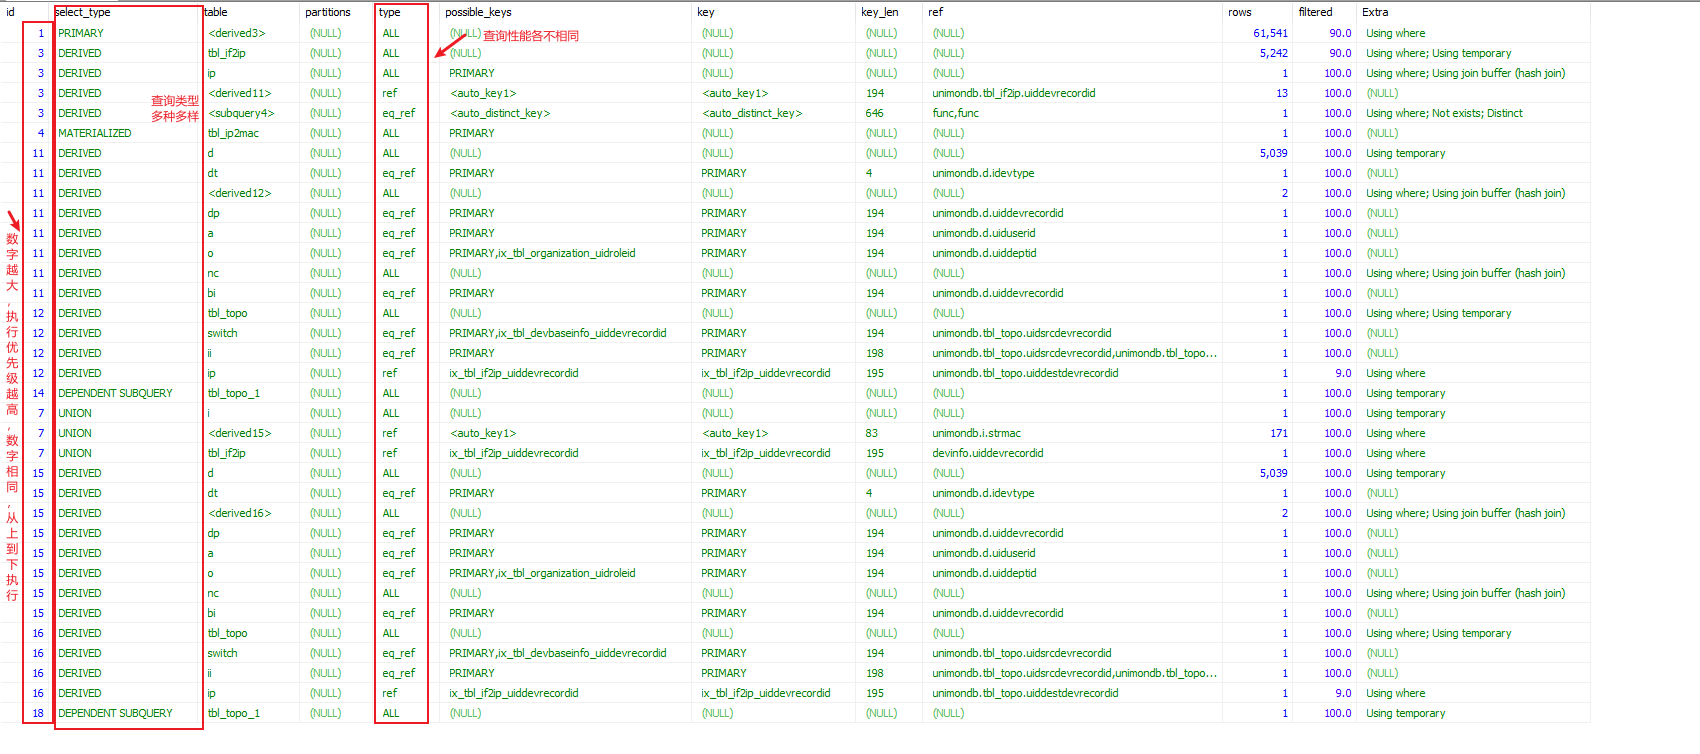 id select_type table partitions type possible_keys key key_len ref rows filtered Extra
1 PRIMARY <derived3> (NULL) ALL (NULL) (NULL) (NULL) (NULL) 61,541 90.0 Using where
查询性能各不相同
3 DERIVED tbl_if2ip (NULL) ALL (NULL) (NULL) (NULL) (NULL) 5,242 90.0 Using where; Using temporary
3 DERIVED ip (NULL) ALL PRIMARY (NULL) (NULL) (NULL) 1 100.0 Using where; Using join buffer (hash join)
3 DERIVED <derived11> (NULL) ref <auto_key1> <auto_key1> 194 unimondb.tbl_if2ip.uiddevrecordid 13 100.0 (NULL)
查询类型
多种多样
3 DERIVED <subquery4> (NULL) eq_ref <auto_distinct_key> <auto_distinct_key> 646 func,func 1 100.0 Using where; Not exists; Distinct
4 MATERIALIZED tbl_ip2mac (NULL) ALL PRIMARY (NULL) (NULL) (NULL) 1 100.0 (NULL)
11 DERIVED d (NULL) ALL (NULL) (NULL) (NULL) (NULL) 5,039 100.0 Using temporary
11 DERIVED dt (NULL) eq_ref PRIMARY PRIMARY 4 unimondb.d.idevtype 1 100.0 (NULL)
11 DERIVED <derived12> (NULL) ALL (NULL) (NULL) (NULL) (NULL) 2 100.0 Using where; Using join buffer (hash join)
11 DERIVED dp (NULL) eq_ref PRIMARY PRIMARY 194 unimondb.d.uiddevrecordid 1 100.0 (NULL)
11 DERIVED a (NULL) eq_ref PRIMARY PRIMARY 194 unimondb.d.uiduserid 1 100.0 (NULL)
11 DERIVED o (NULL) eq_ref PRIMARY,ix_tbl_organization_uidroleid PRIMARY 194 unimondb.d.uiddeptid 1 100.0 (NULL)
11 DERIVED nc (NULL) ALL (NULL) (NULL) (NULL) (NULL) 1 100.0 Using where; Using join buffer (hash join)
11 DERIVED bi (NULL) eq_ref PRIMARY PRIMARY 194 unimondb.d.uiddevrecordid 1 100.0 (NULL)
12 DERIVED tbl_topo (NULL) ALL (NULL) (NULL) (NULL) (NULL) 1 100.0 Using where; Using temporary
12 DERIVED switch (NULL) eq_ref PRIMARY,ix_tbl_devbaseinfo_uiddevrecordid PRIMARY 194 unimondb.tbl_topo.uidsrcdevrecordid 1 100.0 (NULL)
12 DERIVED ii (NULL) eq_ref PRIMARY PRIMARY 198 unimondb.tbl_topo.uidsrcdevrecordid,unimondb.tbl_topo... 1 100.0 (NULL)
12 DERIVED ip (NULL) ref ix_tbl_if2ip_uiddevrecordid ix_tbl_if2ip_uiddevrecordid 195 unimondb.tbl_topo.uiddestdevrecordid 1 9.0 Using where
14 DEPENDENT SUBQUERY tbl_topo_1 (NULL) ALL (NULL) (NULL) (NULL) (NULL) 1 100.0 Using temporary
7 UNION i (NULL) ALL (NULL) (NULL) (NULL) (NULL) 1 100.0 Using temporary
7 UNION <derived15> (NULL) ref <auto_key1> <auto_key1> 83 unimondb.i.strmac 171 100.0 Using where
7 UNION tbl_if2ip (NULL) ref ix_tbl_if2ip_uiddevrecordid ix_tbl_if2ip_uiddevrecordid 195 devinfo.uiddevrecordid 1 100.0 Using where
15 DERIVED d (NULL) ALL (NULL) (NULL) (NULL) (NULL) 5,039 100.0 Using temporary
15 DERIVED dt (NULL) eq_ref PRIMARY PRIMARY 4 unimondb.d.idevtype 1 100.0 (NULL)
15 DERIVED <derived16> (NULL) ALL (NULL) (NULL) (NULL) (NULL) 2 100.0 Using where; Using join buffer (hash join)
15 DERIVED dp (NULL) eq_ref PRIMARY PRIMARY 194 unimondb.d.uiddevrecordid 1 100.0 (NULL)
15 DERIVED a (NULL) eq_ref PRIMARY PRIMARY 194 unimondb.d.uiduserid 1 100.0 (NULL)
15 DERIVED o (NULL) eq_ref PRIMARY,ix_tbl_organization_uidroleid PRIMARY 194 unimondb.d.uiddeptid 1 100.0 (NULL)
15 DERIVED nc (NULL) ALL (NULL) (NULL) (NULL) (NULL) 1 100.0 Using where; Using join buffer (hash join)
15 DERIVED bi (NULL) eq_ref PRIMARY PRIMARY 194 unimondb.d.uiddevrecordid 1 100.0 (NULL)
16 DERIVED tbl_topo (NULL) ALL (NULL) (NULL) (NULL) (NULL) 1 100.0 Using where; Using temporary
16 DERIVED switch (NULL) eq_ref PRIMARY,ix_tbl_devbaseinfo_uiddevrecordid PRIMARY 194 unimondb.tbl_topo.uidsrcdevrecordid 1 100.0 (NULL)
16 DERIVED ii (NULL) eq_ref PRIMARY PRIMARY 198 unimondb.tbl_topo.uidsrcdevrecordid,unimondb.tbl_topo... 1 100.0 (NULL)
16 DERIVED ip (NULL) ref ix_tbl_if2ip_uiddevrecordid ix_tbl_if2ip_uiddevrecordid 195 unimondb.tbl_topo.uiddestdevrecordid 1 9.0 Using where
18 DEPENDENT SUBQUERY tbl_topo_1 (NULL) ALL (NULL) (NULL) (NULL) (NULL) 1 100.0 Using temporary
数字越大,执行优先级越高,数字相同,从上到下执行